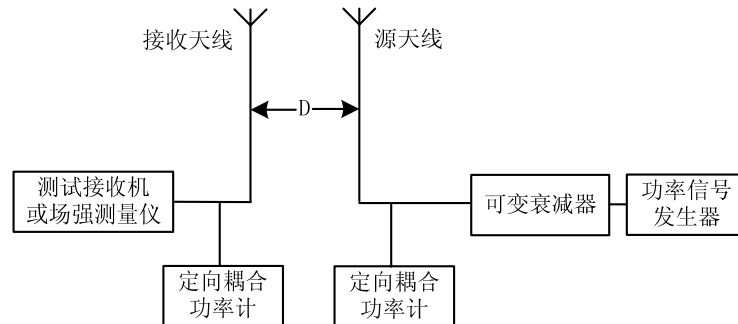 接收天线
源天线
D
测试接收机
或场强测量仪
可变衰减器
功率信号
发生器
定向耦合
功率计
定向耦合
功率计